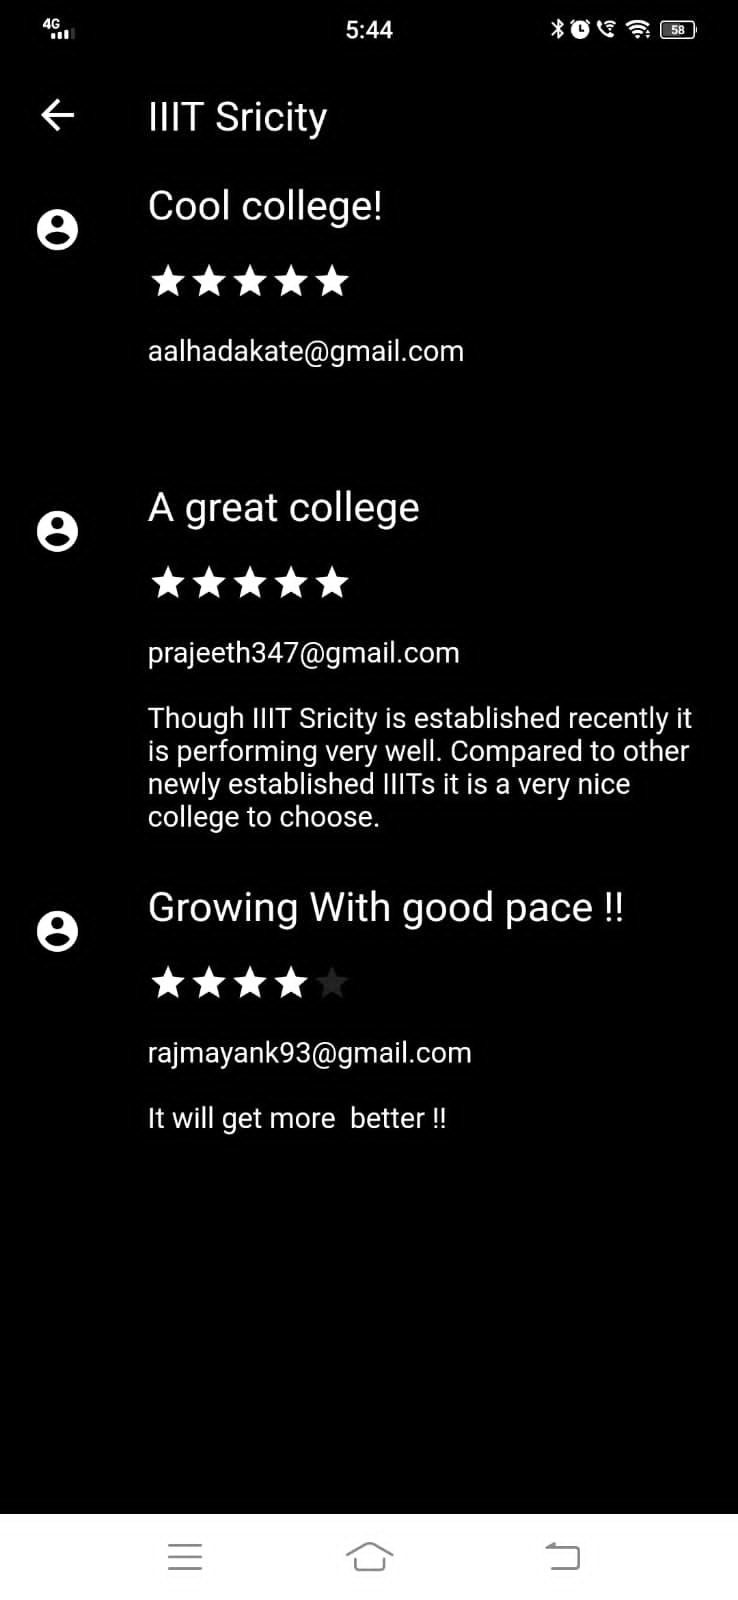 4G
5:44
58
IIIT Sricity
Cool college!
aalhadakate@gmail.com
A great college
prajeeth347@gmail.com
Though IIIT Sricity is established recently it
is performing very well. Compared to other
newly established IIITs it is a very nice
college to choose.
Growing With good pace !!
rajmayank93@gmail.com
It will get more  better !!